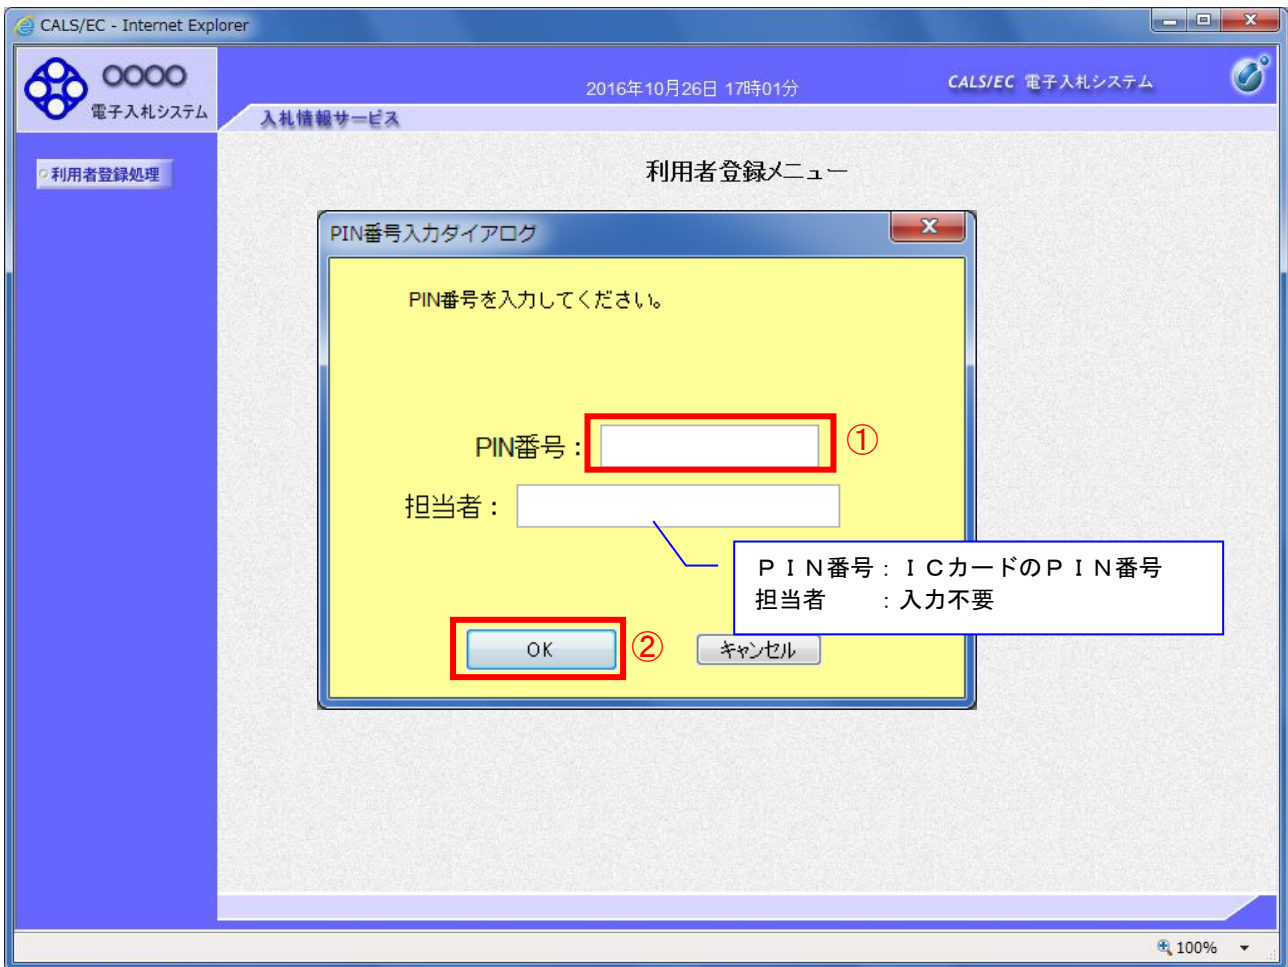 CALS/EC - Internet Explorer
OOOO
電子入札システム
2016年10月26日 17時01分
CALS/EC 電子入札システム
入札情報サービス
利用者登録処理
利用者登録メニュー
PIN番号入力ダイアログ
PIN番号を入力してください。
PIN番号：
①
担当者：
ＰＩＮ番号：ＩＣカードのＰＩＮ番号
担当者　　：入力不要
OK
②
キャンセル
100%